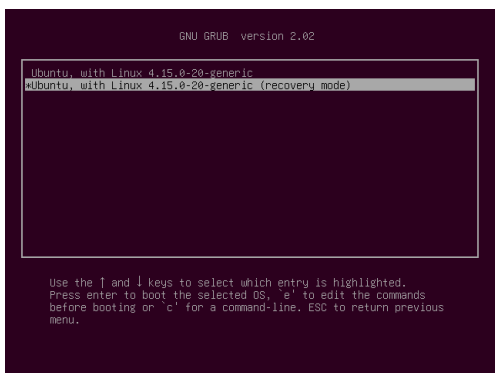 GNU GRUB  version 2.02
Ubuntu, with Linux 4.15.0-20-generic
*Ubuntu, with Linux 4.15.0-20-generic (recovery mode)
Use the ↑ and ↓ keys to select which entry is highlighted.
Press enter to boot the selected OS, `e' to edit the commands
before booting or `c' for a command-line. ESC to return previous
menu.